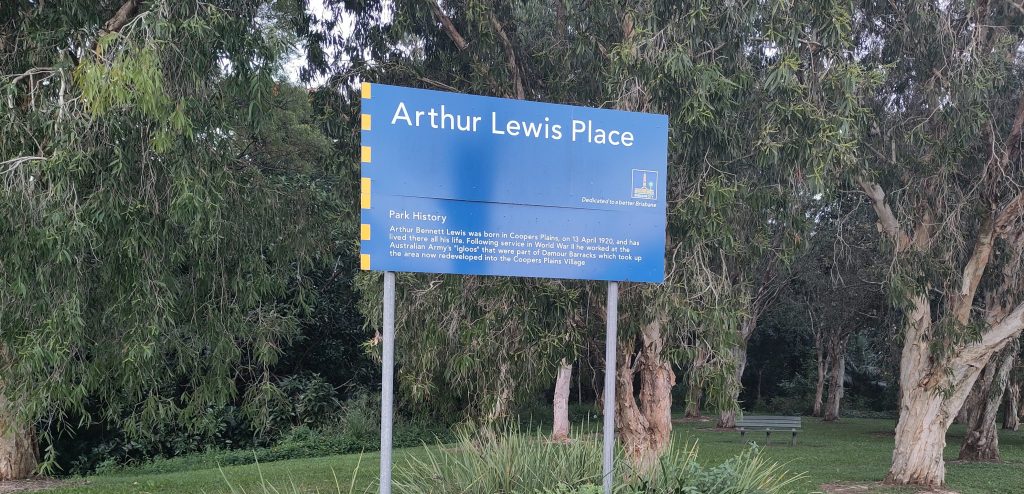 Arthur Lewis Place
Dedicated to a better Brisbane
Park History
Arthur Bennett Lewis was born in Coopers Plains, on 13 April 1920, and has
lived there all his life. Following service in World War II he worked at the
Australian Army's "igloos" that were part of Damour Barracks which took up
the area now redeveloped into the Coopers Plains Village